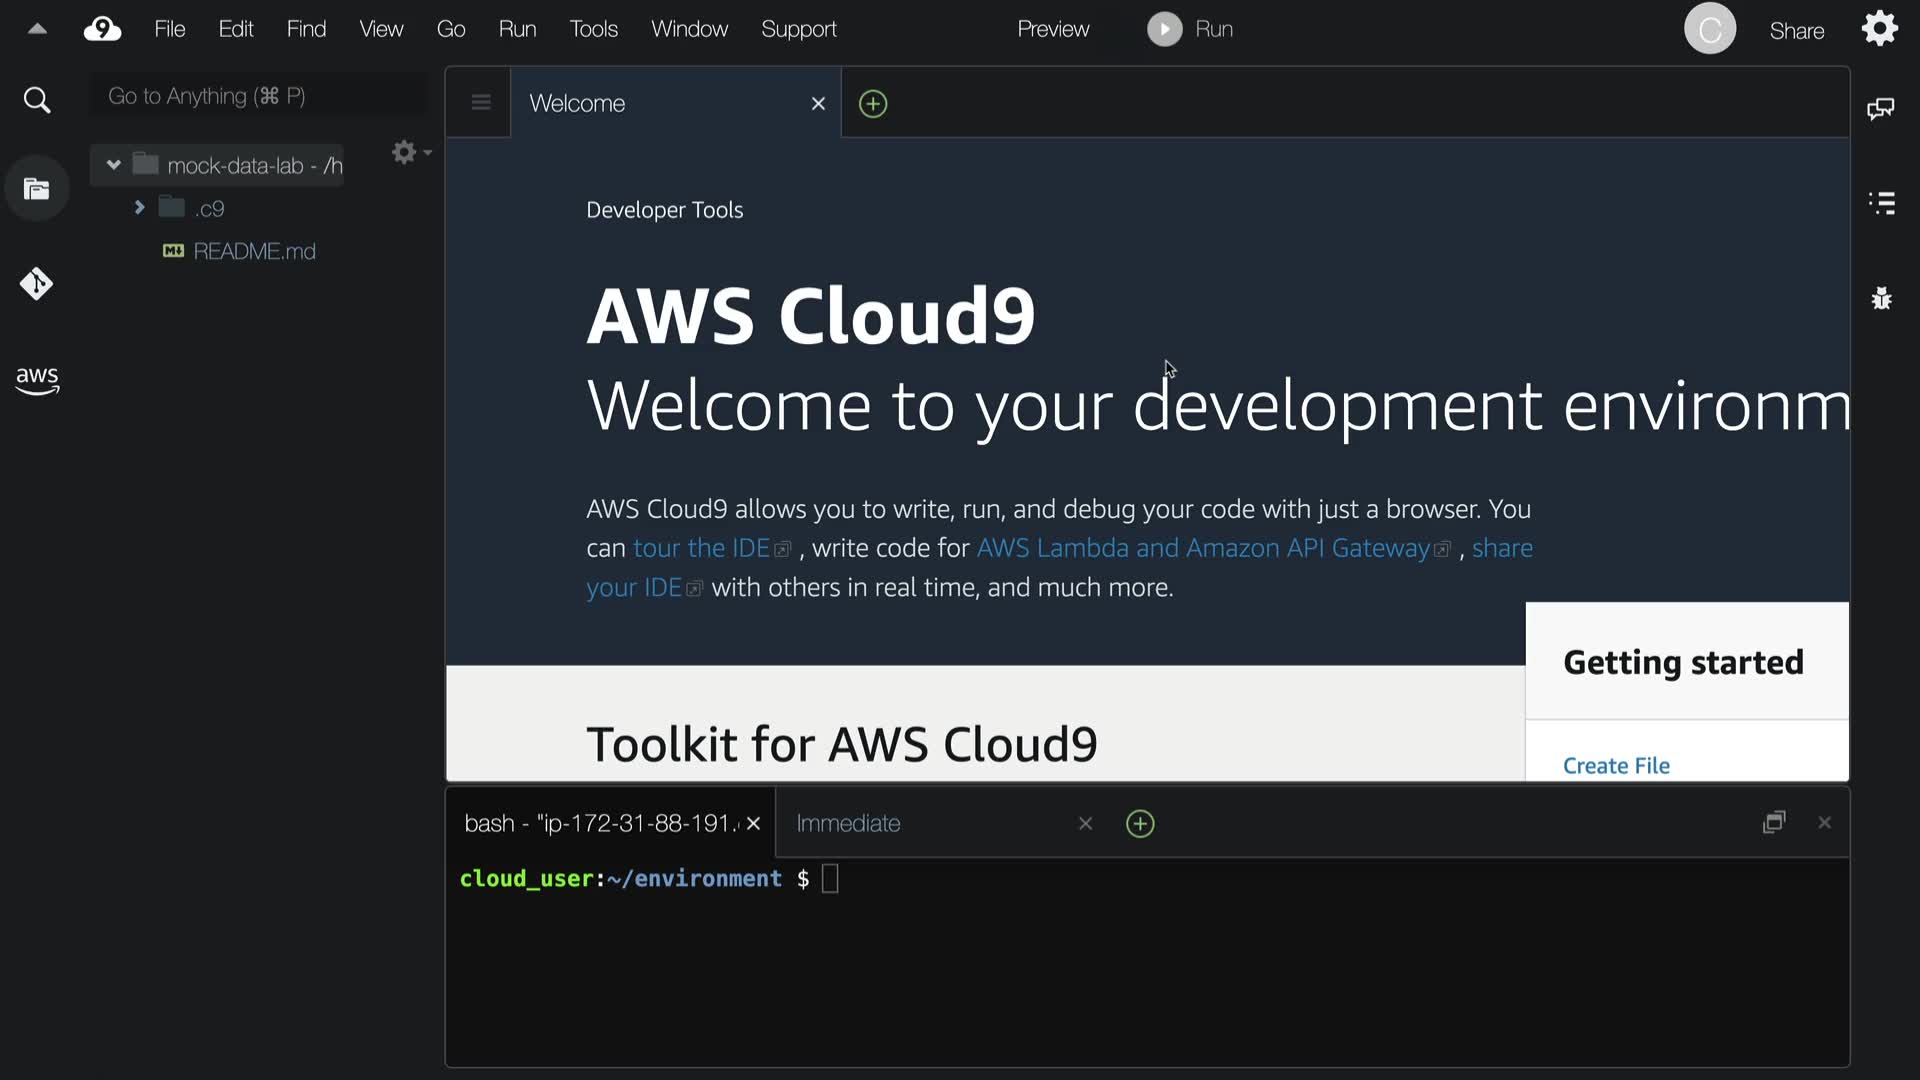 9 File Edit Find View Go Run Tools Window Support Preview Run C Share
Go to Anything (⌘ P)
Welcome
mock-data-lab - /h
.c9
README.md
aws
Developer Tools
AWS Cloud9
Welcome to your development environm
AWS Cloud9 allows you to write, run, and debug your code with just a browser. You
can tour the IDE , write code for AWS Lambda and Amazon API Gateway , share
your IDE with others in real time, and much more.
Getting started
Toolkit for AWS Cloud9
Create File
bash - "ip-172-31-88-191. Immediate
cloud_user:~/environment $